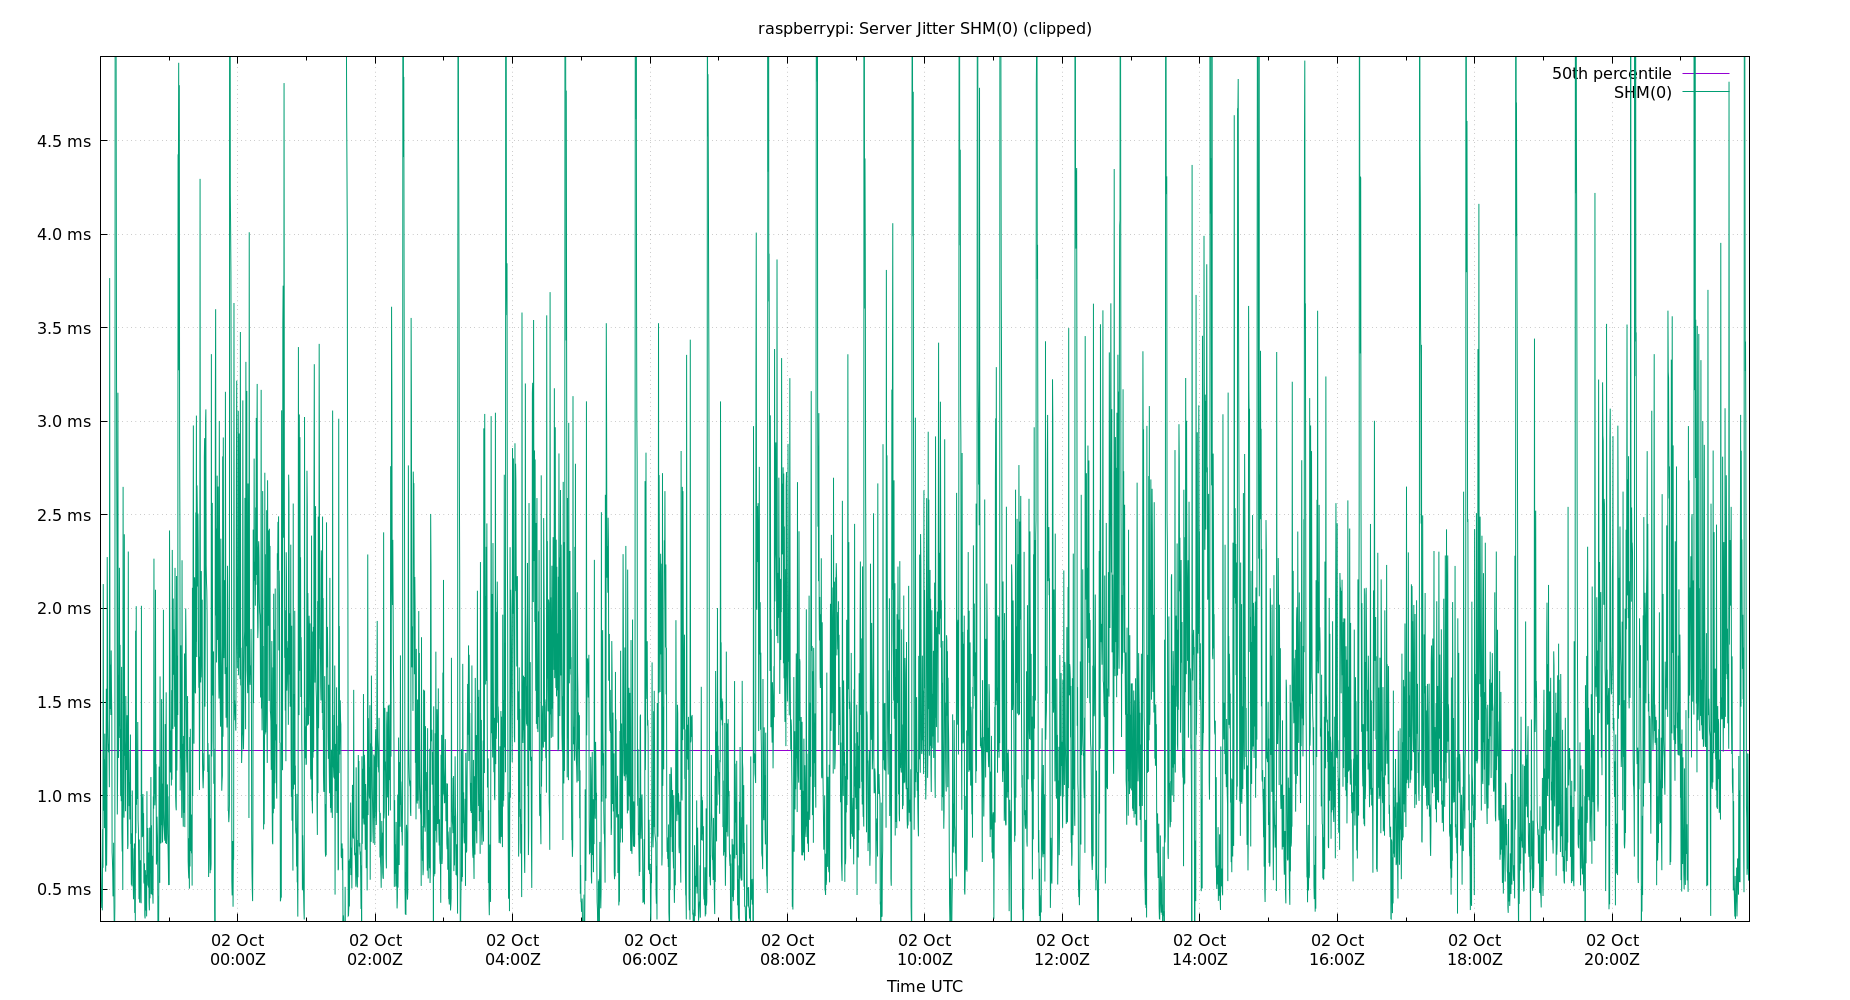 raspberrypi: Server Jitter SHM(0) (clipped)
50th percentile
SHM(0)
4.5 ms
4.0 ms
3.5 ms
3.0 ms
2.5 ms
2.0 ms
1.5 ms
1.0 ms
0.5 ms
02 Oct 02 Oct 02 Oct 02 Oct 02 Oct 02 Oct 02 Oct 02 Oct 02 Oct 02 Oct 02 Oct
00:00Z 02:00Z 04:00Z 06:00Z 08:00Z 10:00Z 12:00Z 14:00Z 16:00Z 18:00Z 20:00Z
Time UTC